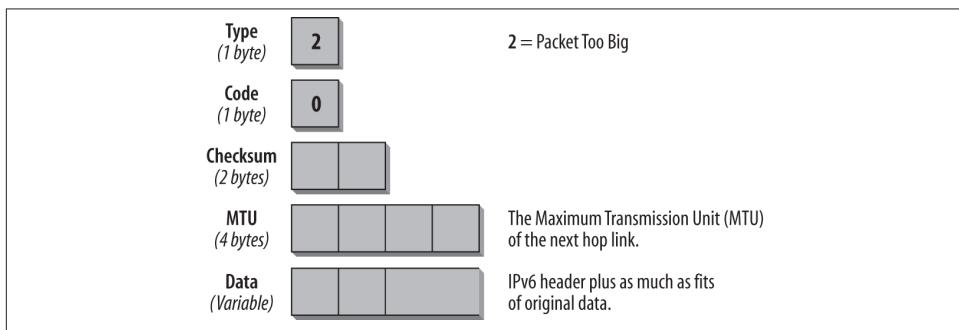 Type
(1 byte)
2
2 = Packet Too Big
Code
(1 byte)
0
Checksum
(2 bytes)
MTU
(4 bytes)
The Maximum Transmission Unit (MTU)
of the next hop link.
Data
(Variable)
IPv6 header plus as much as fits
of original data.